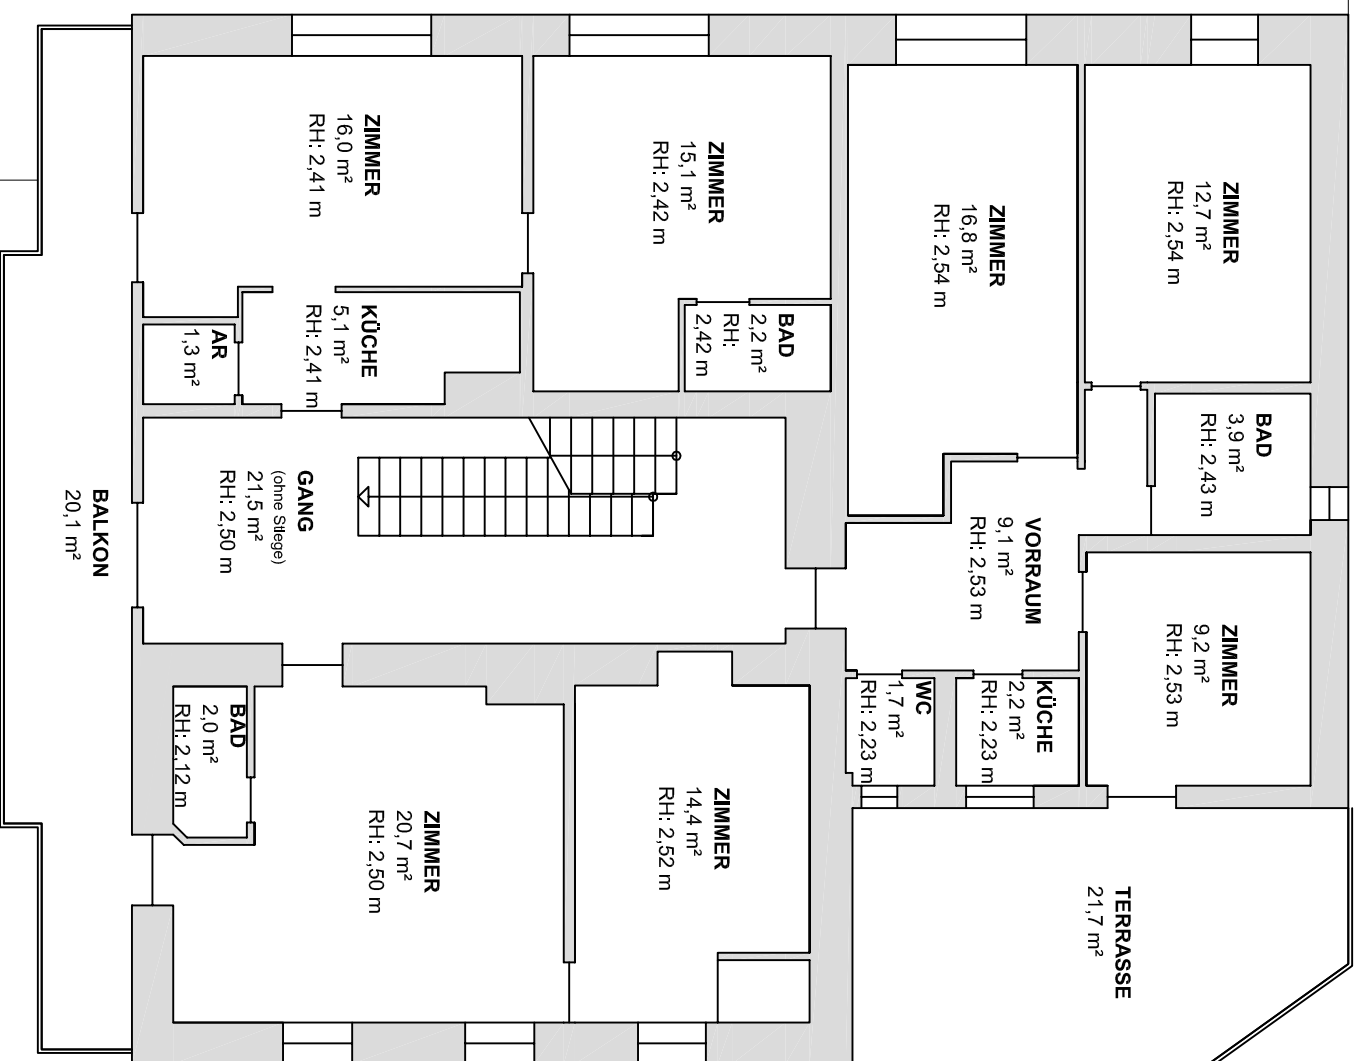 ZIMMER
16,0 m²
RH: 2,41 m
ZIMMER
15,1 m²
RH: 2,42 m
ZIMMER
16,8 m²
RH: 2,54 m
ZIMMER
12,7 m²
RH: 2,54 m
AR
1,3 m²
KÜCHE
5,1 m²
RH: 2,41 m
BAD
2,2 m²
RH:
2,42 m
BAD
3,9 m²
RH: 2,43 m
BALKON
20,1 m²
GANG
(ohne Stiege)
21,5 m²
RH: 2,50 m
VORRAUM
9,1 m²
RH: 2,53 m
ZIMMER
9,2 m²
RH: 2,53 m
BAD
2,0 m²
RH: 2,12 m
ZIMMER
20,7 m²
RH: 2,50 m
ZIMMER
14,4 m²
RH: 2,52 m
WC
1,7 m²
RH: 2,23 m
KÜCHE
2,2 m²
RH: 2,23 m
TERRASSE
21,7 m²